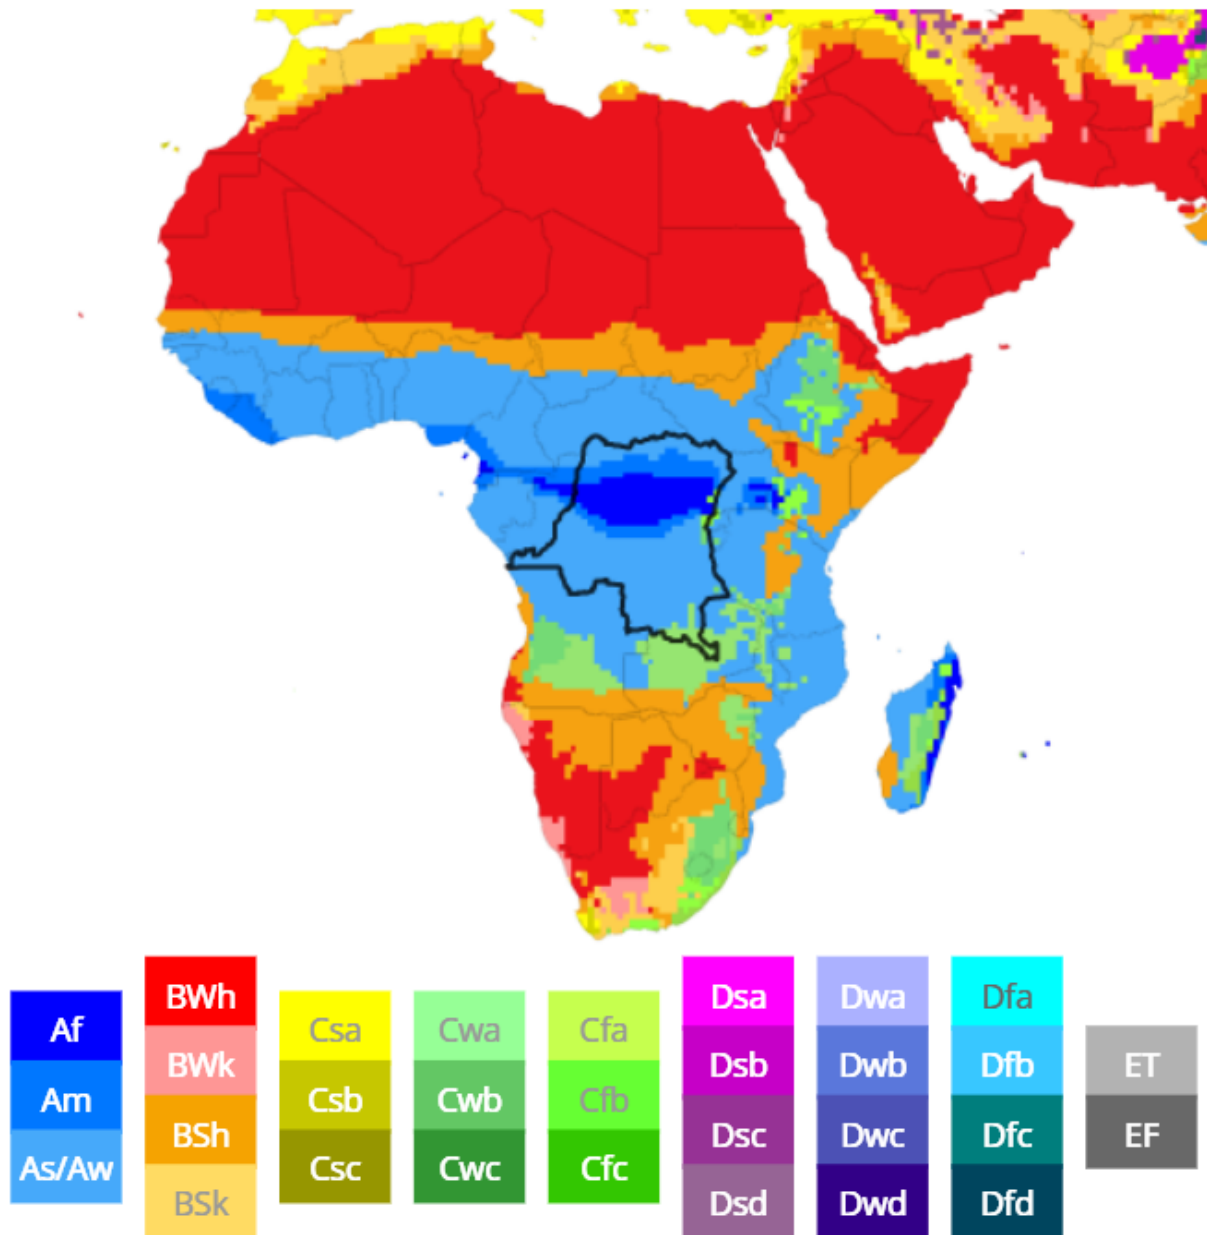 Af
Am
As/Aw
BWh
BWk
BSh
BSk
Csa
Csb
Csc
Cwa
Cwb
Cwc
Cfa
Cfb
Cfc
Dsa
Dsb
Dsc
Dsd
Dwa
Dwb
Dwc
Dwd
Dfa
Dfb
Dfc
Dfd
ET
EF